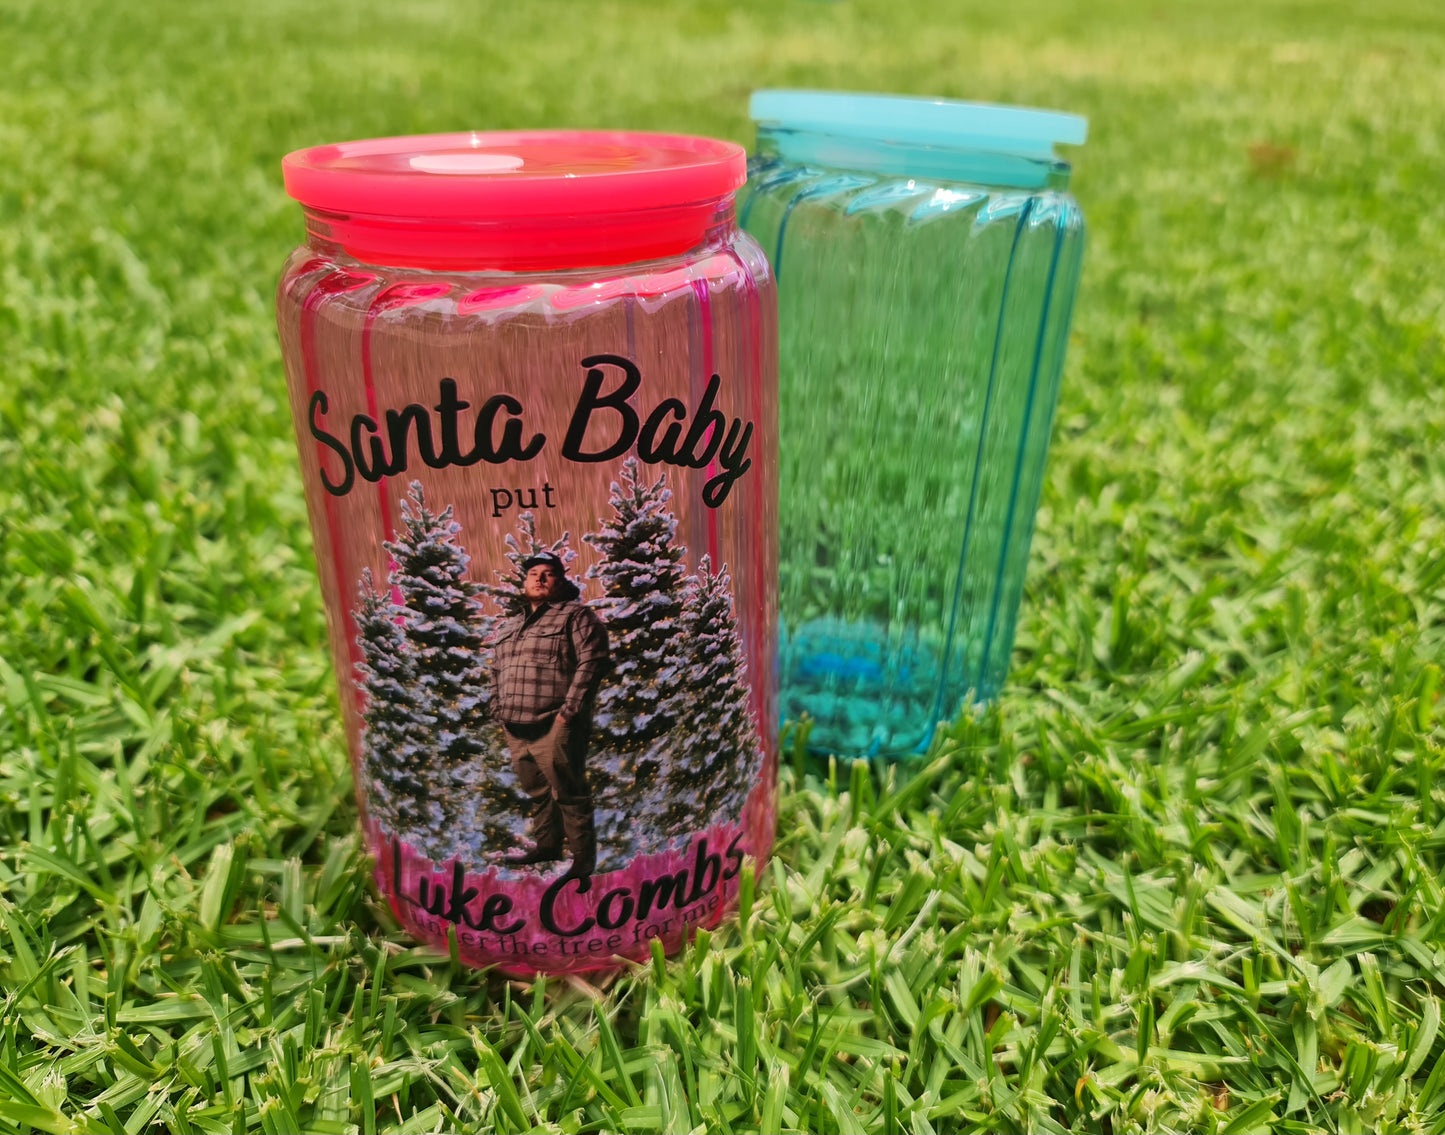 Santa Baby
put
Luke Combs
under the tree for me